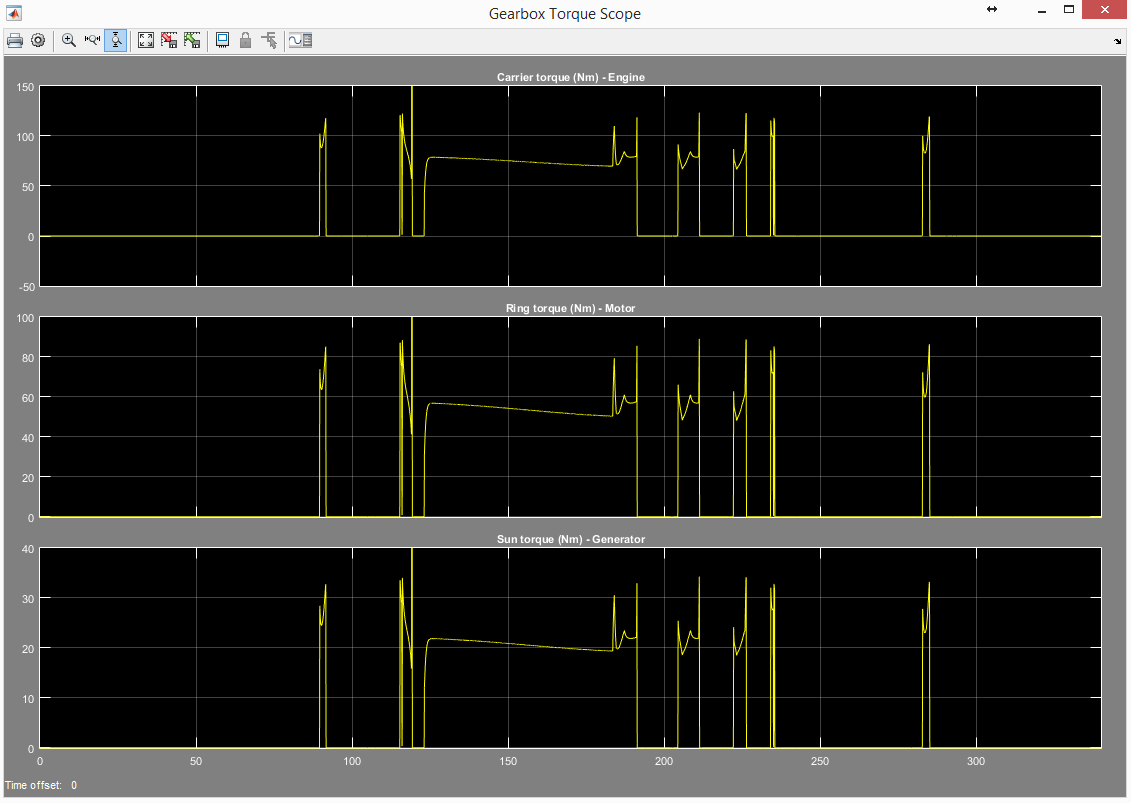 Gearbox Torque Scope
Carrier torque (Nm) - Engine
150
100
50
0
-50
Ring torque (Nm) - Motor
100
80
60
40
20
0
Sun torque (Nm) - Generator
40
30
20
10
0
0 50 100 150 200 250 300
Time offset: 0